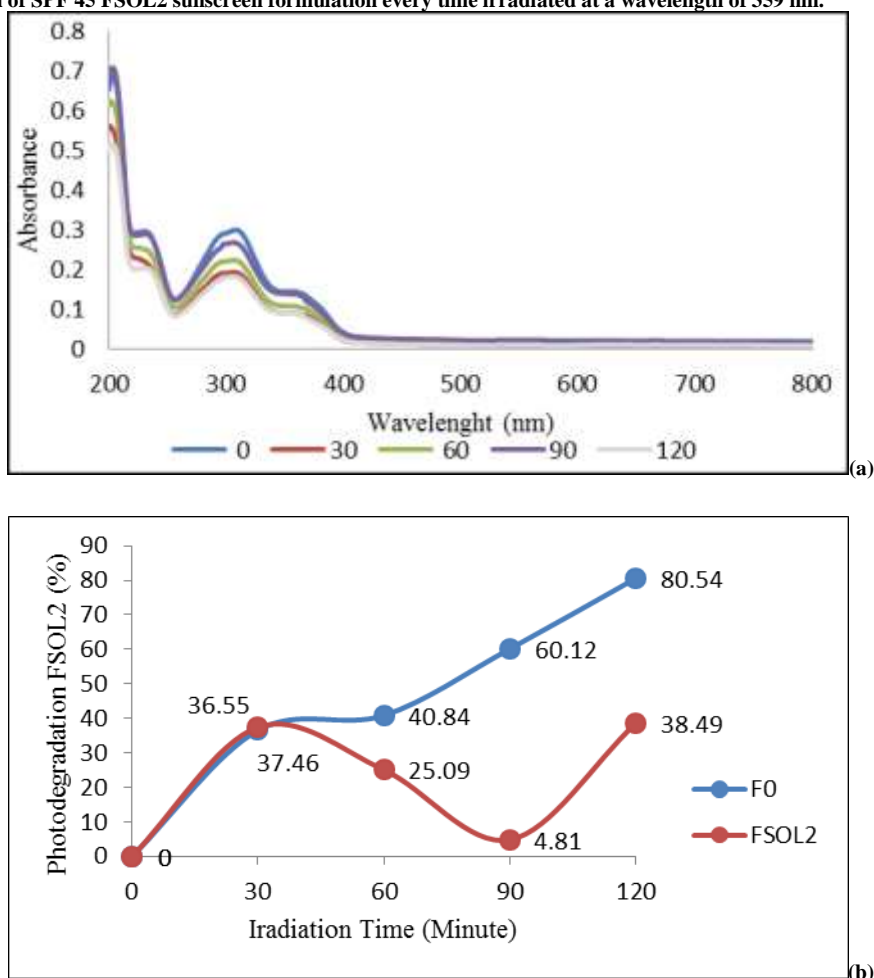 of SPF 45 FSOL2 sunscreen formulation every time irradiated at a wavelength of 359 nm.
0.8
0.7
0.6
0.5
0.4
0.3
0.2
0.1
0
Absorbance
200 300 400 500 600 700 800
Wavelenght (nm)
0 30 60 90 120
(a)
90
80
70
60
50
40
30
20
10
0
Photodegradation FSOL2 (%)
80.54
60.12
36.55
40.84
38.49
37.46
25.09
4.81
0
F0
FSOL2
0 30 60 90 120
Iradiation Time (Minute)
(b)